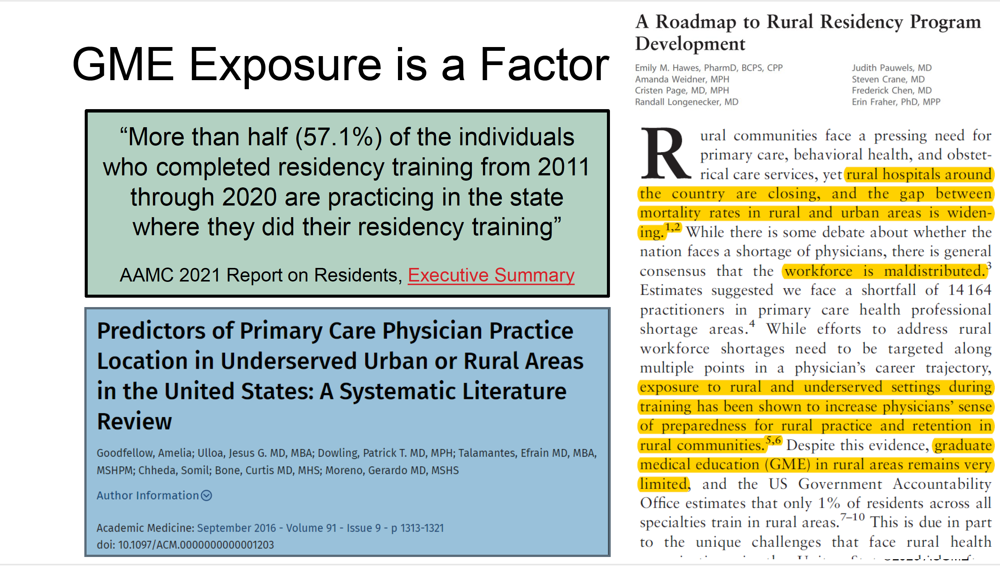 GME Exposure is a Factor
“More than half (57.1%) of the individuals
who completed residency training from 2011
through 2020 are practicing in the state
where they did their residency training”
AAMC 2021 Report on Residents, Executive Summary
Predictors of Primary Care Physician Practice
Location in Underserved Urban or Rural Areas
in the United States: A Systematic Literature
Review
Goodfellow, Amelia; Ulloa, Jesus G. MD, MBA; Dowling, Patrick T. MD, MPH; Talamantes, Efrain MD, MBA,
MSHPM; Chheda, Somil; Bone, Curtis MD, MHS; Moreno, Gerardo MD, MSHS
Author Information
Academic Medicine: September 2016 - Volume 91 - Issue 9 - p 1313-1321
doi: 10.1097/ACM.0000000000001203
A Roadmap to Rural Residency Program
Development
Emily M. Hawes, PharmD, BCPS, CPP
Amanda Weidner, MPH
Cristen Page, MD, MPH
Randall Longenecker, MD
Judith Pauwels, MD
Steven Crane, MD
Frederick Chen, MD
Erin Fraher, PhD, MPP
Rural communities face a pressing need for
primary care, behavioral health, and obstet-
rical care services, yet rural hospitals around
the country are closing, and the gap between
mortality rates in rural and urban areas is widen-
ing.1,2 While there is some debate about whether the
nation faces a shortage of physicians, there is general
consensus that the workforce is maldistributed.3
Estimates suggested we face a shortfall of 14 164
practitioners in primary care health professional
shortage areas.4 While efforts to address rural
workforce shortages need to be targeted along
multiple points in a physician’s career trajectory,
exposure to rural and underserved settings during
training has been shown to increase physicians’ sense
of preparedness for rural practice and retention in
rural communities.5,6 Despite this evidence, graduate
medical education (GME) in rural areas remains very
limited, and the US Government Accountability
Office estimates that only 1% of residents across all
specialties train in rural areas.7–10 This is due in part
to the unique challenges that face rural health